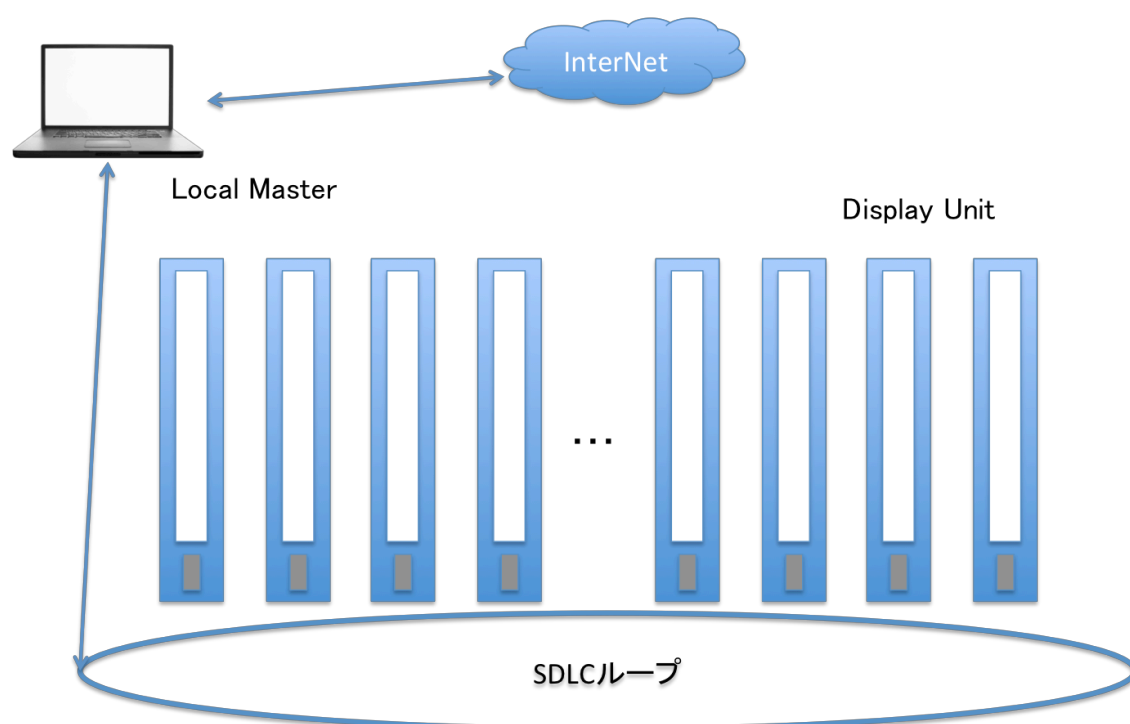 InterNet
Local Master
Display Unit
...
SDLCループ